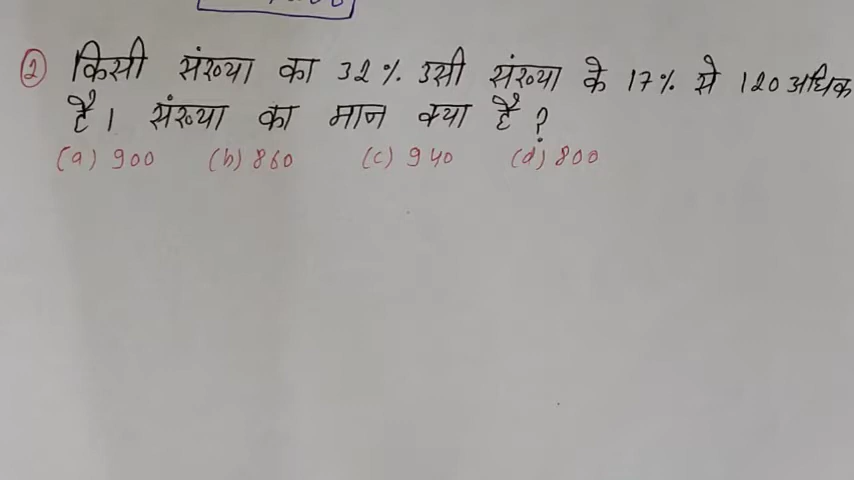 ② किसी संख्या का 32% उसी संख्या के 17% से 120 अधिक
है। संख्या का मान क्या है ?
(a) 900 (b) 860 (c) 940 (d) 800